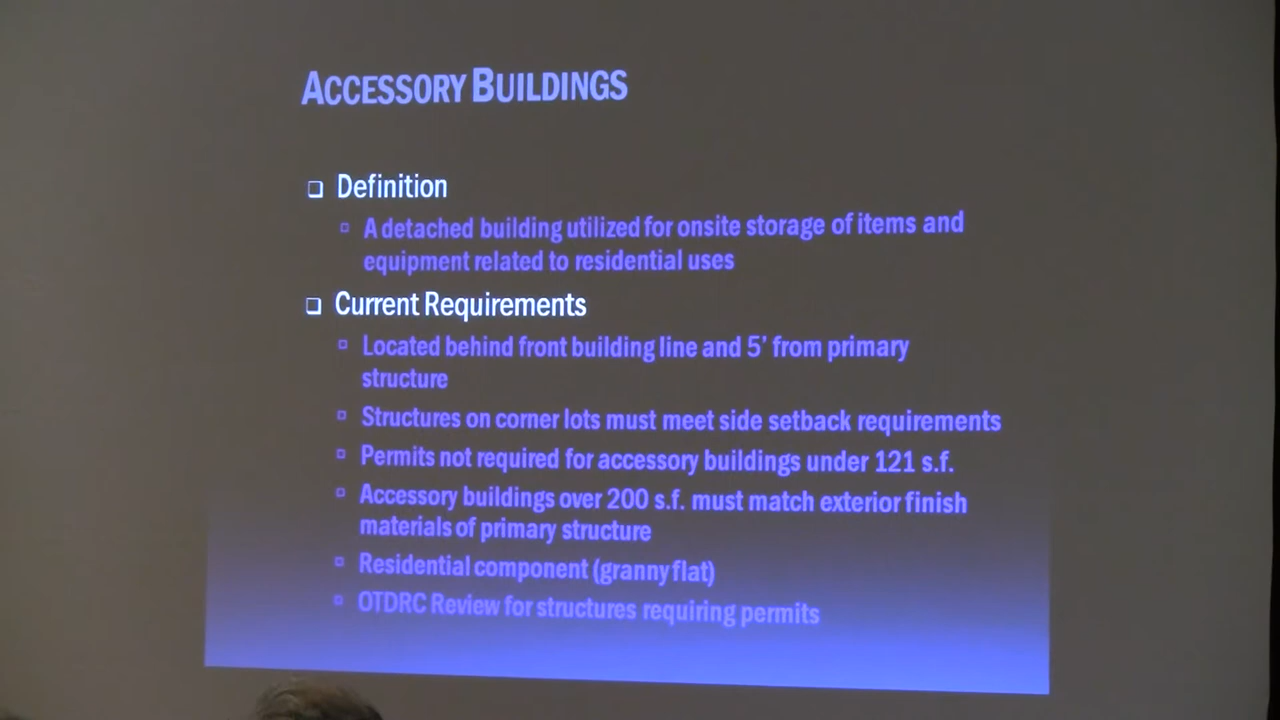 ACCESSORY BUILDINGS
Definition
A detached building utilized for onsite storage of items and
equipment related to residential uses
Current Requirements
Located behind front building line and 5' from primary
structure
Structures on corner lots must meet side setback requirements
Permits not required for accessory buildings under 121 s.f.
Accessory buildings over 200 s.f. must match exterior finish
materials of primary structure
Residential component (granny flat)
OTDRC Review for structures requiring permits